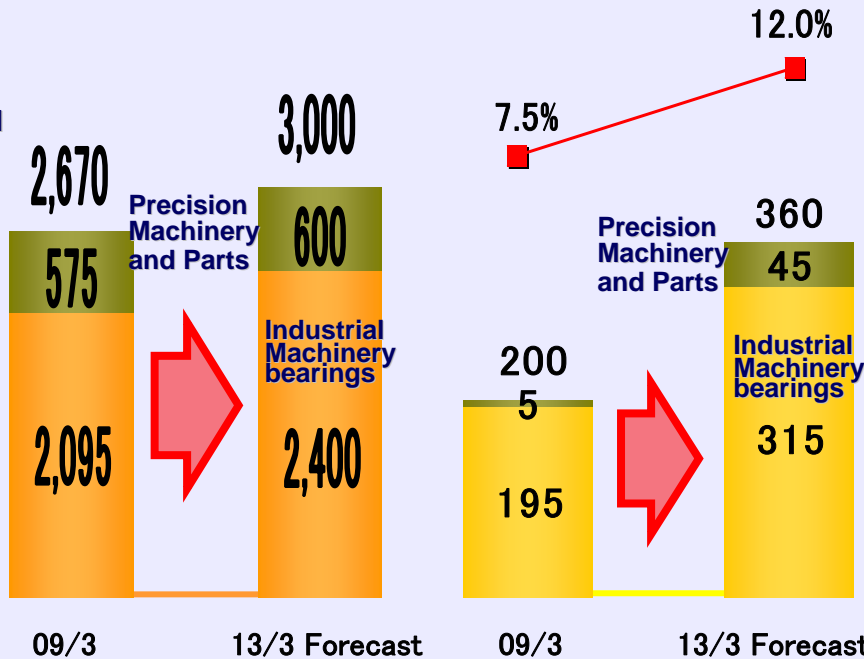 12.0%
7.5%
3,000
2,670
Precision
Machinery
and Parts
575
600
Industrial
Machinery
bearings
2,095
2,400
Precision
Machinery
and Parts
360
45
200
5
Industrial
Machinery
bearings
195
315
09/3
13/3 Forecast
09/3
13/3 Forecast